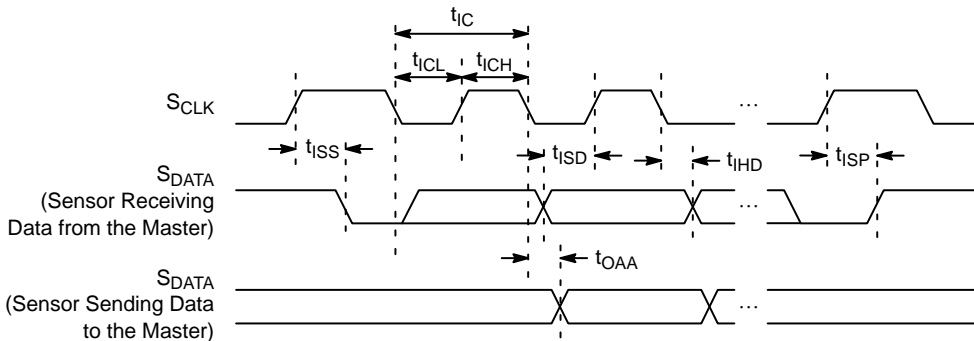 tIC
tICL tICH
SCLK
...
tISS tISD tIHD tISP
SDATA
(Sensor Receiving
Data from the Master)
...
tOAA
SDATA
(Sensor Sending Data
to the Master)
...